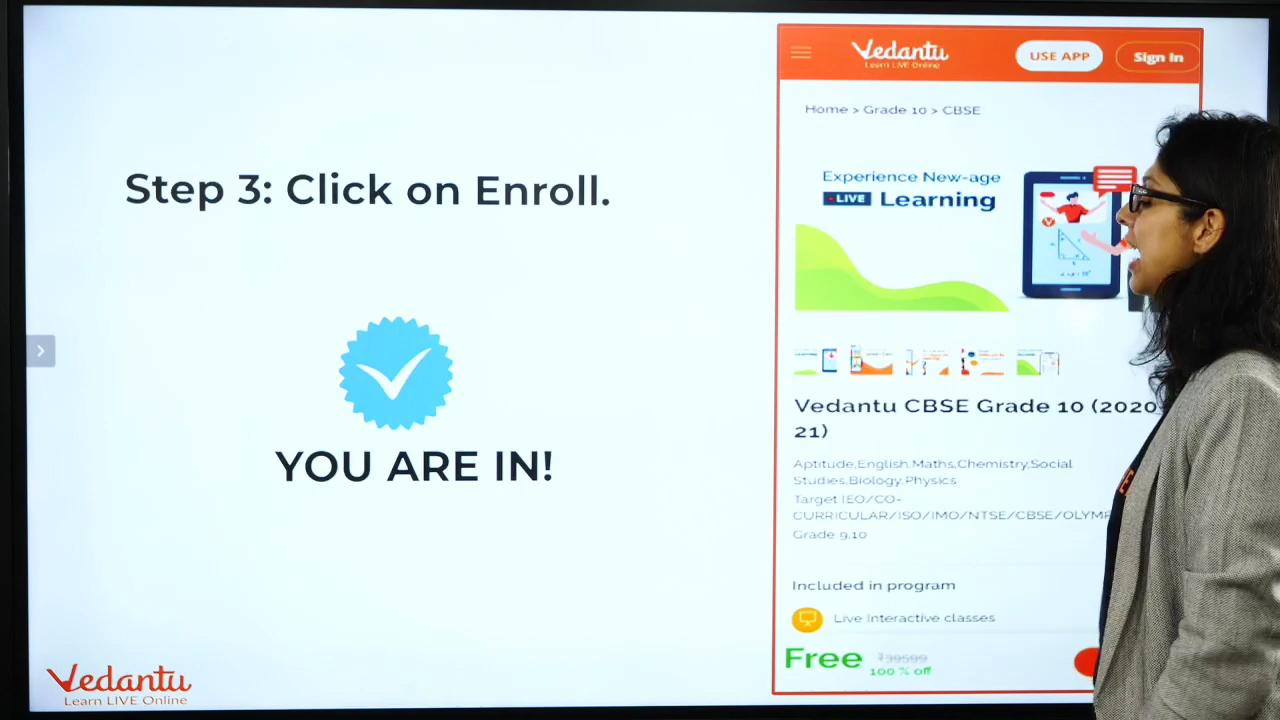 Step 3: Click on Enroll.
YOU ARE IN!
Vedantu
Learn LIVE Online
Vedantu
Learn LIVE Online
USE APP
Sign In
Home > Grade 10 > CBSE
Experience New-age
LIVE Learning
Vedantu CBSE Grade 10 (2020-
21)
Aptitude,English,Maths,Chemistry,Social
Studies,Biology,Physics
Target IEO/CO-
CURRICULAR/ISO/IMO/NTSE/CBSE/OLYMP
Grade 9,10
Included in program
Live Interactive classes
Free ₹39599
100 % off